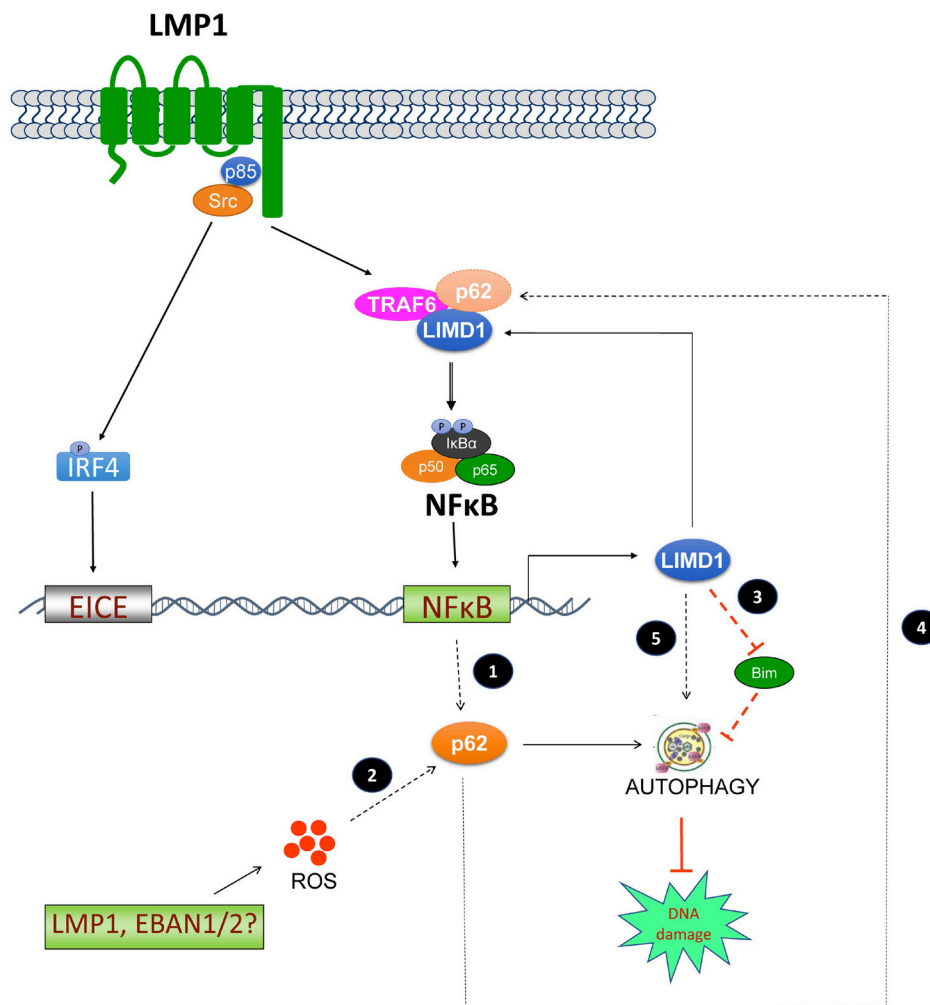 LMP1
p85
Src
TRAF6
p62
LIMD1
P
P
IκBα
p50
p65
NFκB
P
IRF4
LIMD1
EICE
NFκB
3
4
5
1
Bim
p62
2
AUTOPHAGY
ROS
LMP1, EBAN1/2?
DNA
damage